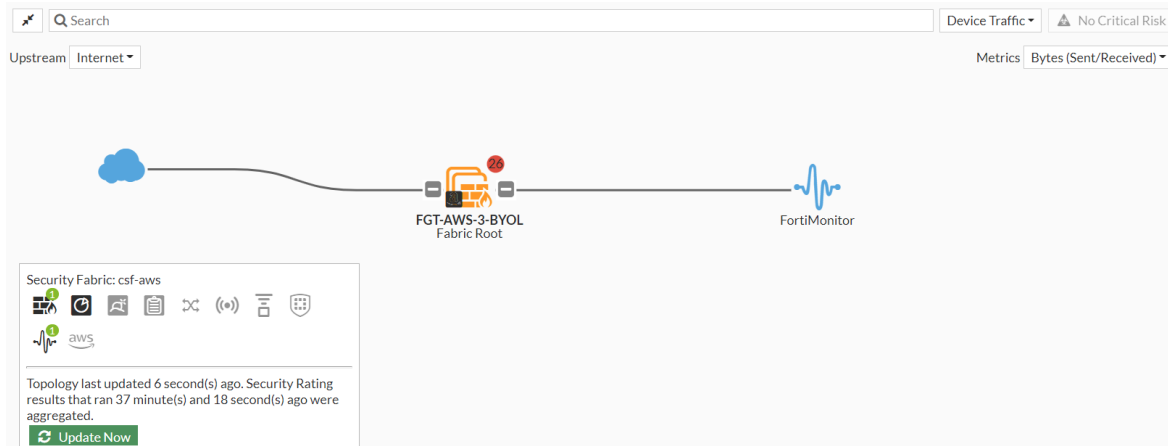 Search
Device Traffic
No Critical Risk
Upstream Internet
Metrics Bytes (Sent/Received)
26
FGT-AWS-3-BYOL
Fabric Root
FortiMonitor
Security Fabric: csf-aws
1
1
aws
Topology last updated 6 second(s) ago. Security Rating
results that ran 37 minute(s) and 18 second(s) ago were
aggregated.
Update Now